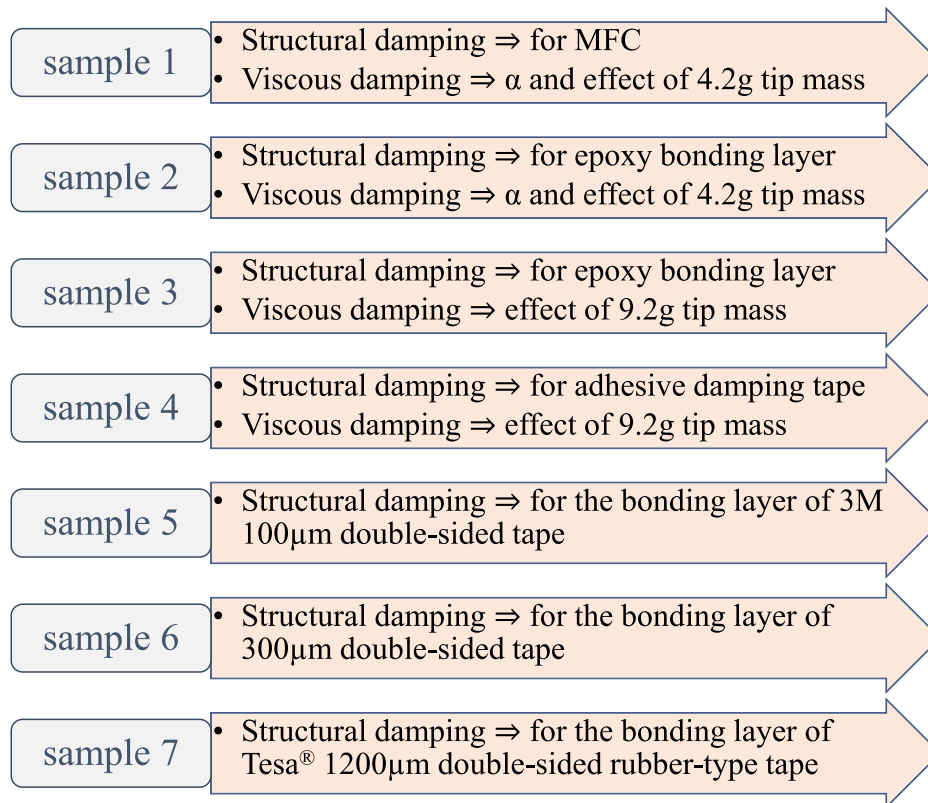 sample 1
• Structural damping ⇒ for MFC
• Viscous damping ⇒ α and effect of 4.2g tip mass
sample 2
• Structural damping ⇒ for epoxy bonding layer
• Viscous damping ⇒ α and effect of 4.2g tip mass
sample 3
• Structural damping ⇒ for epoxy bonding layer
• Viscous damping ⇒ effect of 9.2g tip mass
sample 4
• Structural damping ⇒ for adhesive damping tape
• Viscous damping ⇒ effect of 9.2g tip mass
sample 5
• Structural damping ⇒ for the bonding layer of 3M
100μm double-sided tape
sample 6
• Structural damping ⇒ for the bonding layer of
300μm double-sided tape
sample 7
• Structural damping ⇒ for the bonding layer of
Tesa® 1200μm double-sided rubber-type tape